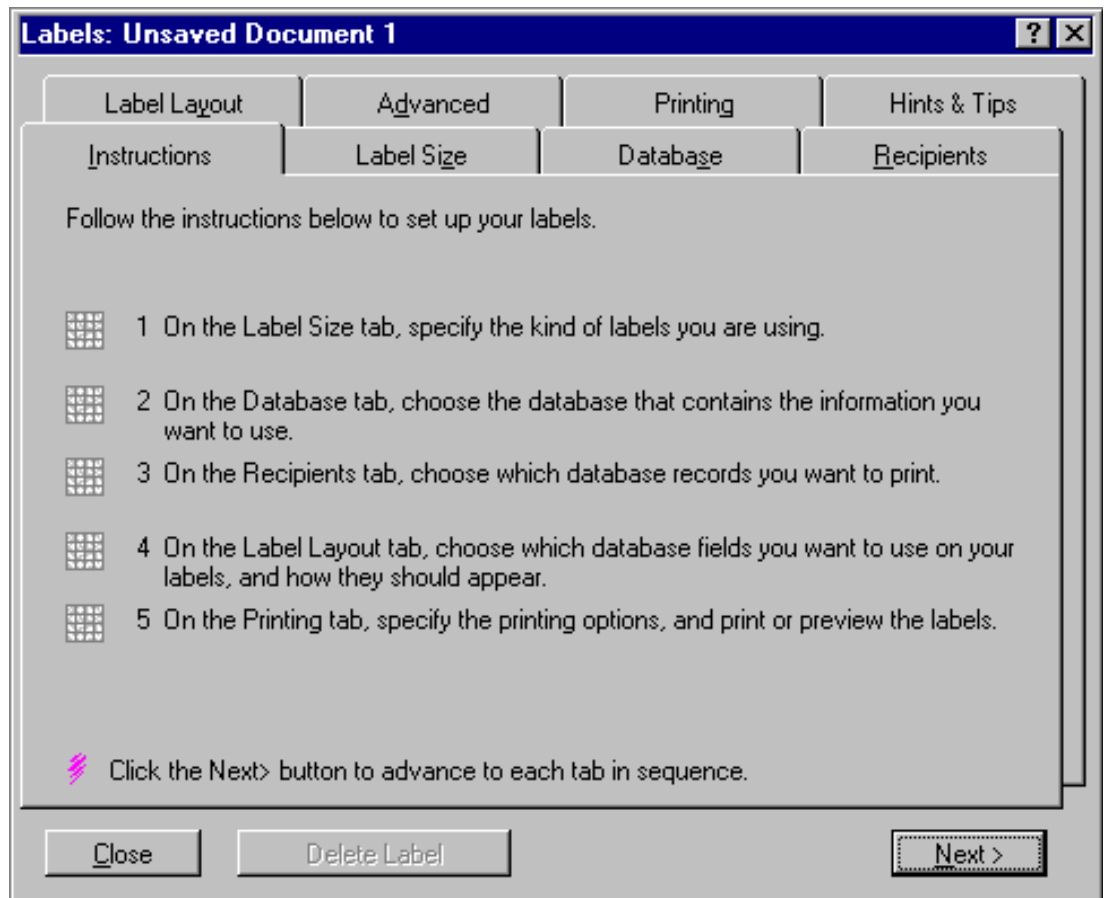 Labels: Unsaved Document 1
Label Layout
Advanced
Printing
Hints & Tips
Instructions
Label Size
Database
Recipients
Follow the instructions below to set up your labels.
1 On the Label Size tab, specify the kind of labels you are using.
2 On the Database tab, choose the database that contains the information you
want to use.
3 On the Recipients tab, choose which database records you want to print.
4 On the Label Layout tab, choose which database fields you want to use on your
labels, and how they should appear.
5 On the Printing tab, specify the printing options, and print or preview the labels.
Click the Next> button to advance to each tab in sequence.
Close
Delete Label
Next >